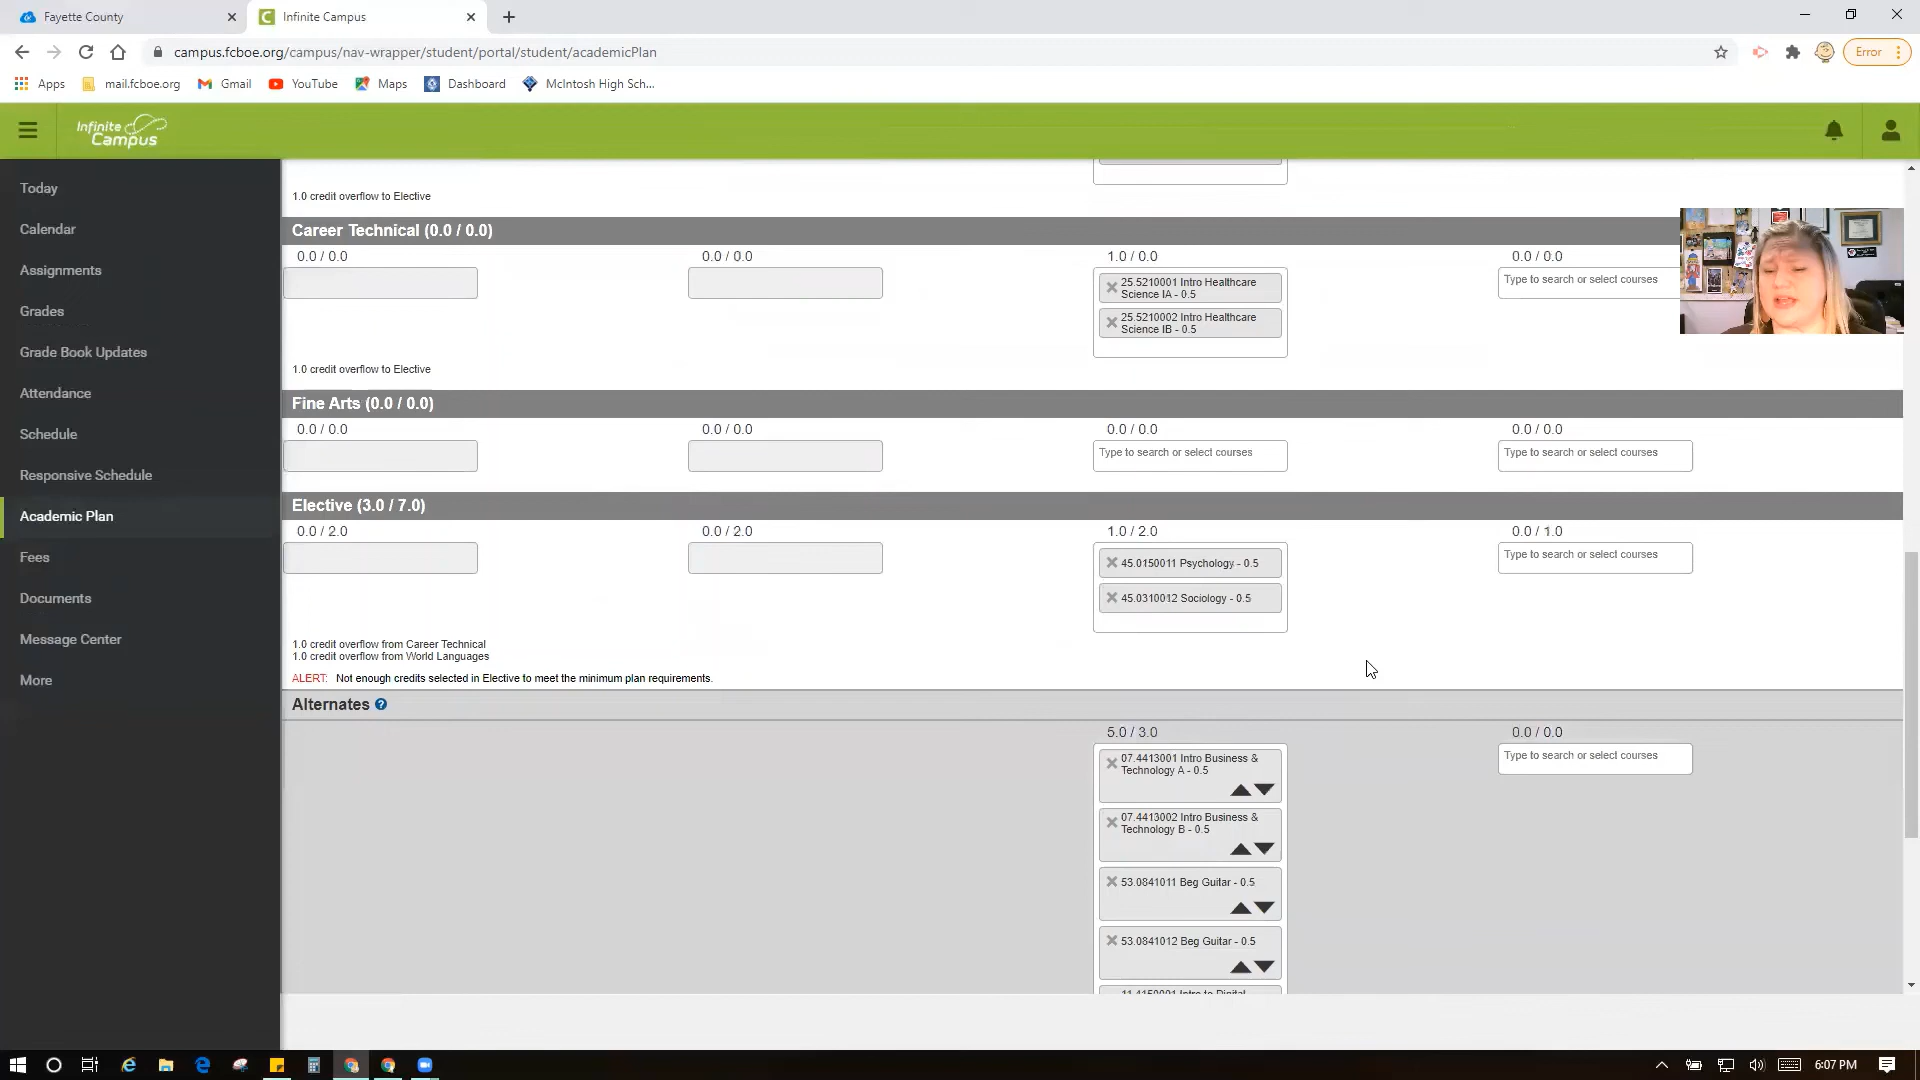 Fayette County
Infinite Campus
campus.fcboe.org/campus/nav-wrapper/student/portal/student/academicPlan
Error
Apps
mail.fcboe.org
Gmail
YouTube
Maps
Dashboard
McIntosh High Sch...
Infinite
Campus
Today
Calendar
Assignments
Grades
Grade Book Updates
Attendance
Schedule
Responsive Schedule
Academic Plan
Fees
Documents
Message Center
More
1.0 credit overflow to Elective
Career Technical (0.0 / 0.0)
0.0 / 0.0
0.0 / 0.0
1.0 / 0.0
0.0 / 0.0
25.5210001 Intro Healthcare
Science IA - 0.5
25.5210002 Intro Healthcare
Science IB - 0.5
Type to search or select courses
1.0 credit overflow to Elective
Fine Arts (0.0 / 0.0)
0.0 / 0.0
0.0 / 0.0
0.0 / 0.0
0.0 / 0.0
Type to search or select courses
Type to search or select courses
Elective (3.0 / 7.0)
0.0 / 2.0
0.0 / 2.0
1.0 / 2.0
0.0 / 1.0
45.0150011 Psychology - 0.5
45.0310012 Sociology - 0.5
Type to search or select courses
1.0 credit overflow from Career Technical
1.0 credit overflow from World Languages
ALERT: Not enough credits selected in Elective to meet the minimum plan requirements.
Alternates ?
5.0 / 3.0
0.0 / 0.0
07.4413001 Intro Business &
Technology A - 0.5
07.4413002 Intro Business &
Technology B - 0.5
53.0841011 Beg Guitar - 0.5
53.0841012 Beg Guitar - 0.5
Type to search or select courses
6:07 PM